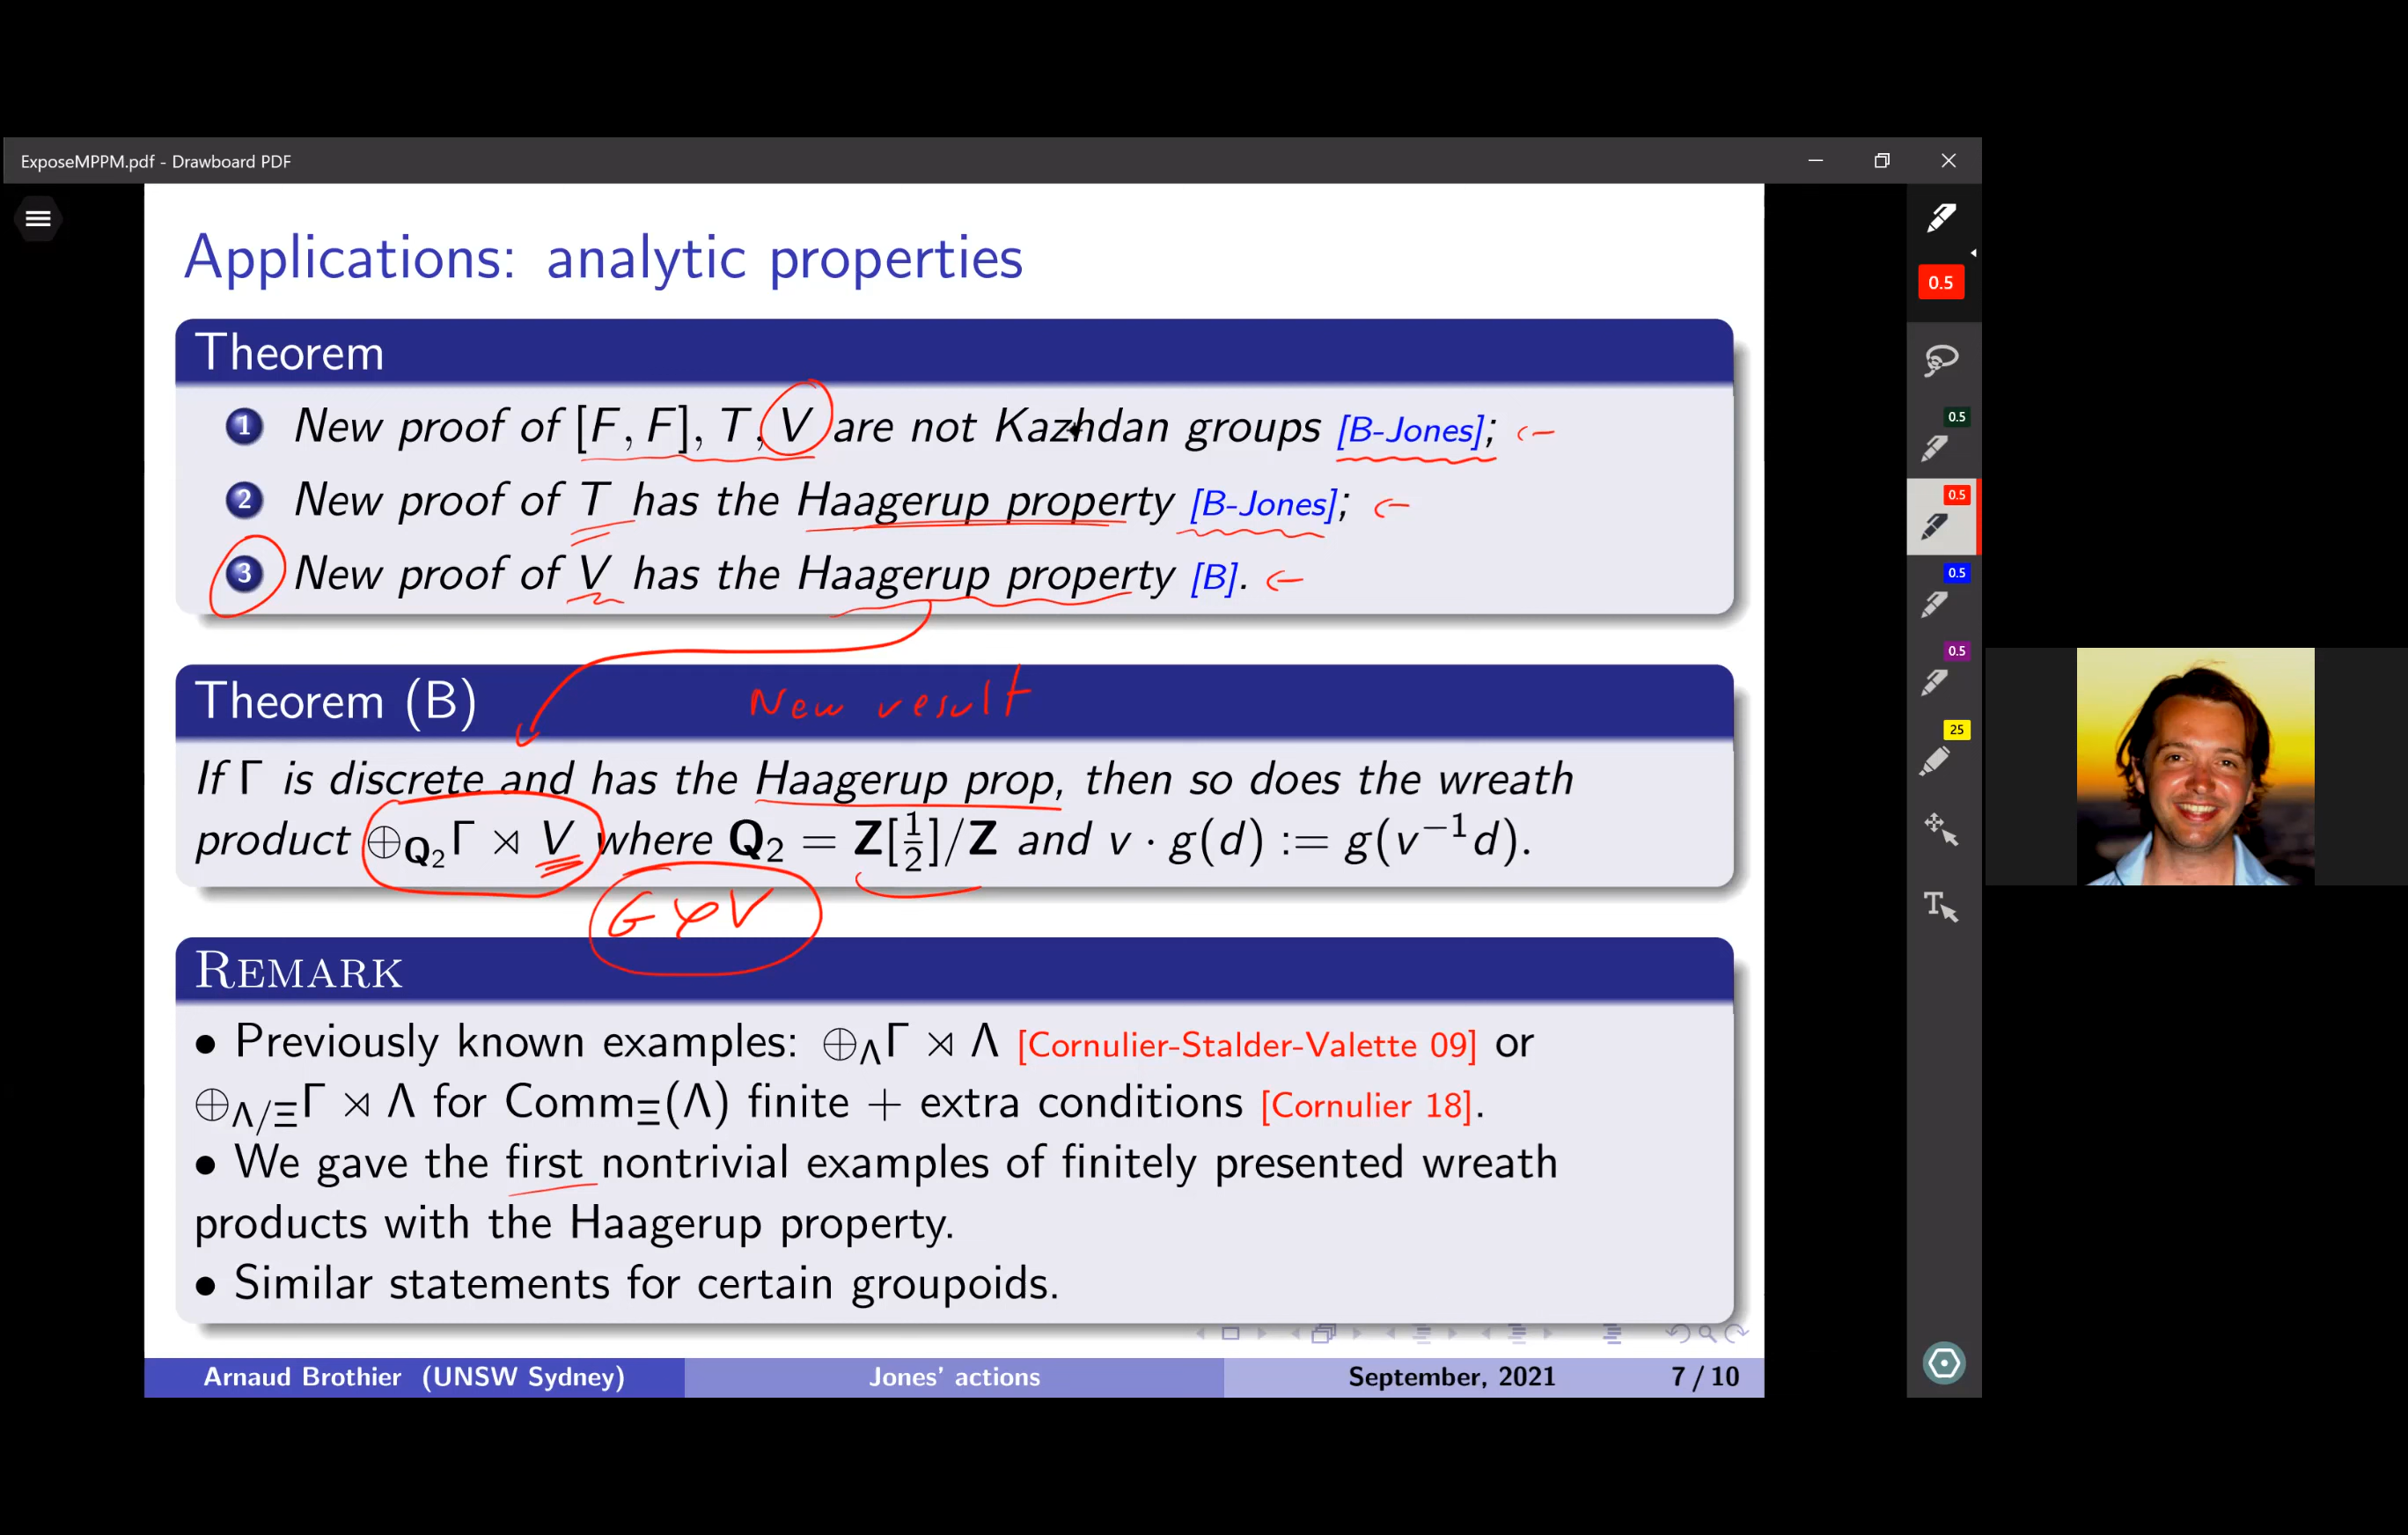 ExposeMPPM.pdf - Drawboard PDF
Applications: analytic properties
Theorem
1 New proof of [F, F], T, V are not Kazhdan groups [B-Jones]; ←
2 New proof of T has the Haagerup property [B-Jones]; ←
3 New proof of V has the Haagerup property [B]. ←
Theorem (B) New result
If Γ is discrete and has the Haagerup prop, then so does the wreath
product ⊕_{Q₂}Γ ⋊ V where Q₂ = Z[1/2]/Z and v · g(d) := g(v⁻¹d).
G ⋊ V
REMARK
• Previously known examples: ⊕_ΛΓ ⋊ Λ [Cornulier-Stalder-Valette 09] or
⊕_{Λ/Ξ}Γ ⋊ Λ for Comm_Ξ(Λ) finite + extra conditions [Cornulier 18].
• We gave the first nontrivial examples of finitely presented wreath
products with the Haagerup property.
• Similar statements for certain groupoids.
Arnaud Brothier (UNSW Sydney) Jones' actions September, 2021 7 / 10
0.5
0.5
0.5
0.5
0.5
25